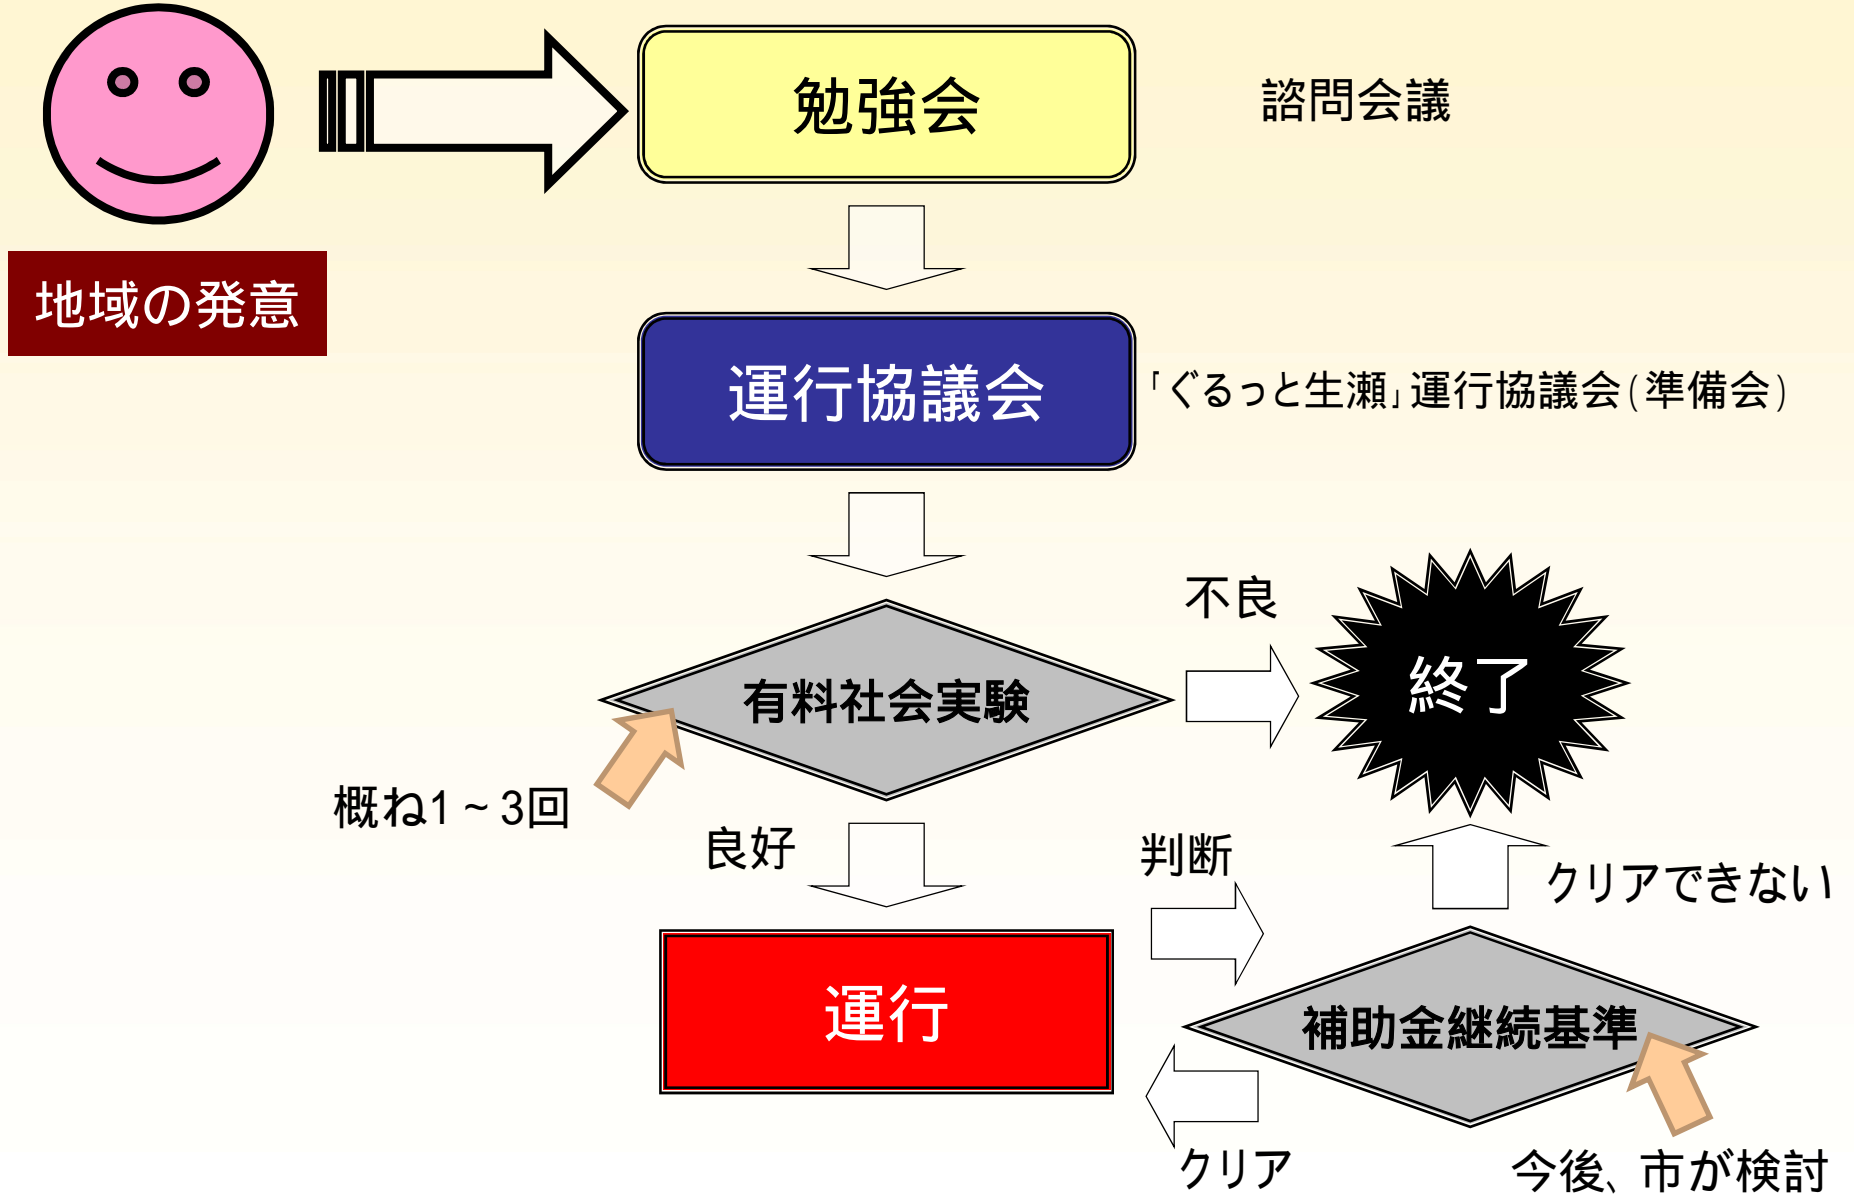 勉強会
諮問会議
地域の発意
運行協議会
「ぐるっと生瀬」運行協議会(準備会)
不良
有料社会実験
終了
概ね1~3回
良好
判断
クリアできない
運行
補助金継続基準
クリア
今後、市が検討